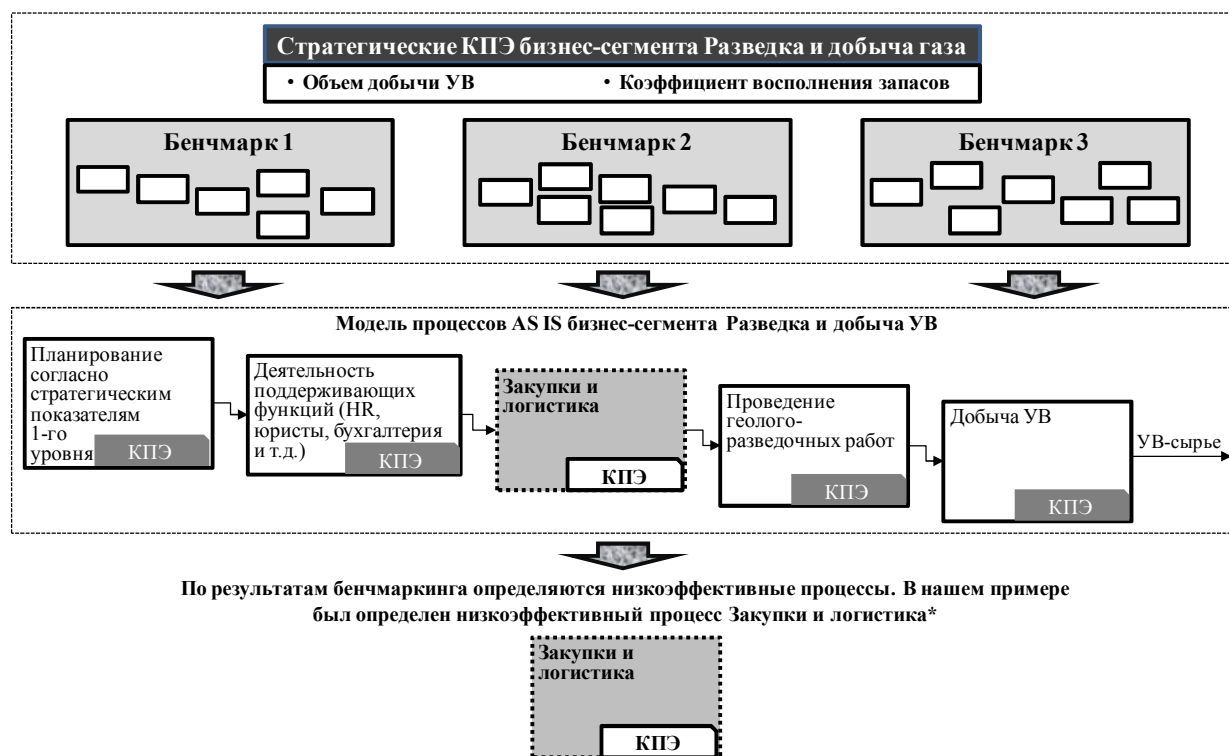 Стратегические КПЭ бизнес-сегмента Разведка и добыча газа
• Объем добычи УВ
• Коэффициент восполнения запасов
Бенчмарк 1
Бенчмарк 2
Бенчмарк 3
Модель процессов AS IS бизнес-сегмента Разведка и добыча УВ
Планирование
согласно
стратегическим
показателям
1-го
уровня
КПЭ
Деятельность
поддерживающих
функций (HR,
юристы, бухгалтерия
и т.д.)
КПЭ
Закупки и
логистика
КПЭ
Проведение
геолого-
разведочных работ
КПЭ
Добыча УВ
КПЭ
УВ-сырье
По результатам бенчмаркинга определяются низкоэффективные процессы. В нашем примере
был определен низкоэффективный процесс Закупки и логистика*
Закупки и
логистика
КПЭ